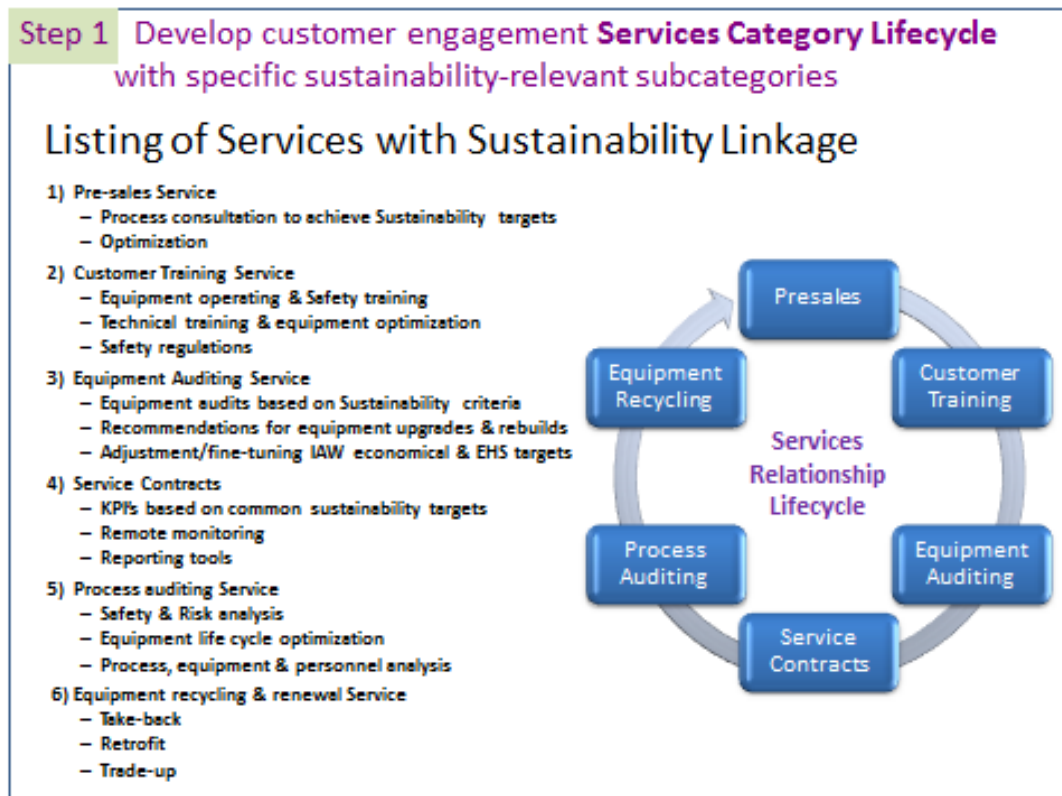 Step 1 Develop customer engagement Services Category Lifecycle
with specific sustainability-relevant subcategories
Listing of Services with Sustainability Linkage
1) Pre-sales Service
– Process consultation to achieve Sustainability targets
– Optimization
2) Customer Training Service
– Equipment operating & Safety training
– Technical training & equipment optimization
– Safety regulations
3) Equipment Auditing Service
– Equipment audits based on Sustainability criteria
– Recommendations for equipment upgrades & rebuilds
– Adjustment/fine-tuning IAW economical & EHS targets
4) Service Contracts
– KPI's based on common sustainability targets
– Remote monitoring
– Reporting tools
5) Process auditing Service
– Safety & Risk analysis
– Equipment life cycle optimization
– Process, equipment & personnel analysis
6) Equipment recycling & renewal Service
– Take-back
– Retrofit
– Trade-up
Presales
Customer
Training
Equipment
Auditing
Service
Contracts
Process
Auditing
Equipment
Recycling
Services
Relationship
Lifecycle